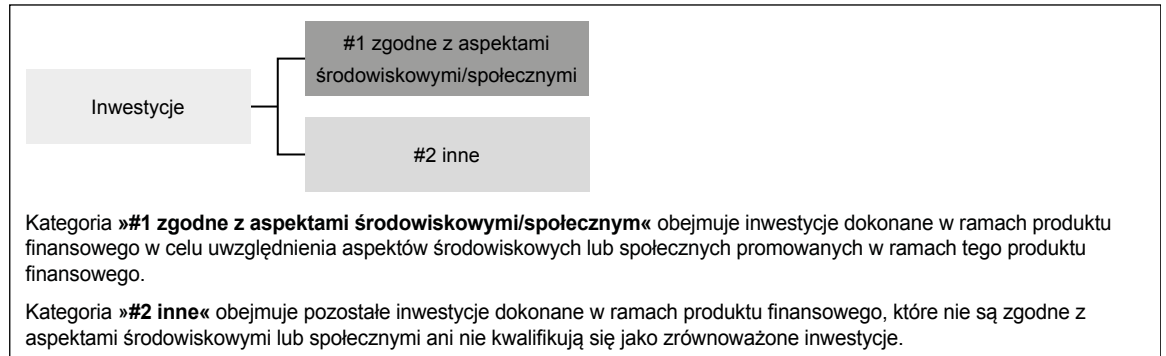 #1 zgodne z aspektami
środowiskowymi/społecznymi
Inwestycje
#2 inne
Kategoria »#1 zgodne z aspektami środowiskowymi/społecznym« obejmuje inwestycje dokonane w ramach produktu
finansowego w celu uwzględnienia aspektów środowiskowych lub społecznych promowanych w ramach tego produktu
finansowego.
Kategoria »#2 inne« obejmuje pozostałe inwestycje dokonane w ramach produktu finansowego, które nie są zgodne z
aspektami środowiskowymi lub społecznymi ani nie kwalifikują się jako zrównoważone inwestycje.